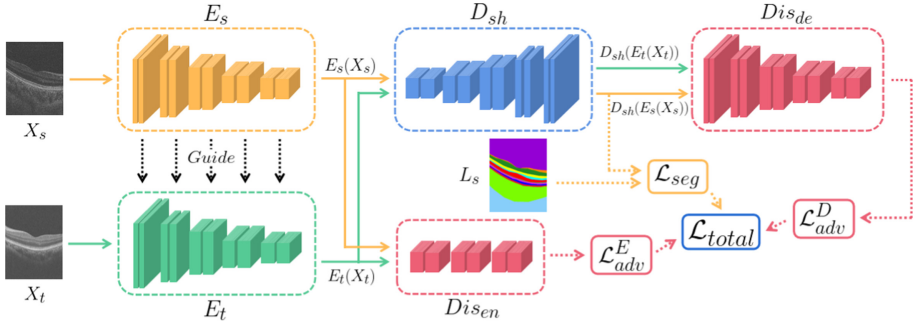 E_s
D_sh
Dis_de
X_s
E_s(X_s)
D_sh(E_t(X_t))
D_sh(E_s(X_s))
Guide
L_s
ℒ_seg
ℒ_total
ℒ^D_adv
ℒ^E_adv
X_t
E_t
E_t(X_t)
Dis_en